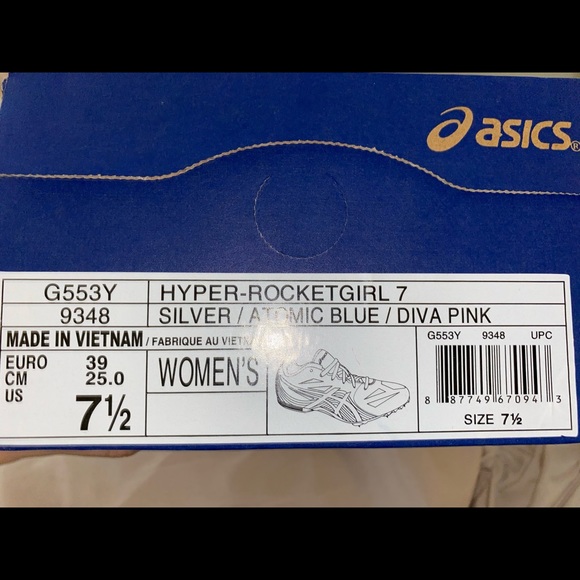 asics®
G553Y HYPER-ROCKETGIRL 7
9348 SILVER / ATOMIC BLUE / DIVA PINK
MADE IN VIETNAM / FABRIQUE AU
EURO 39
CM 25.0
US 7½
WOMEN'S
G553Y 9348 UPC
8 87749 67094 3
SIZE 7½